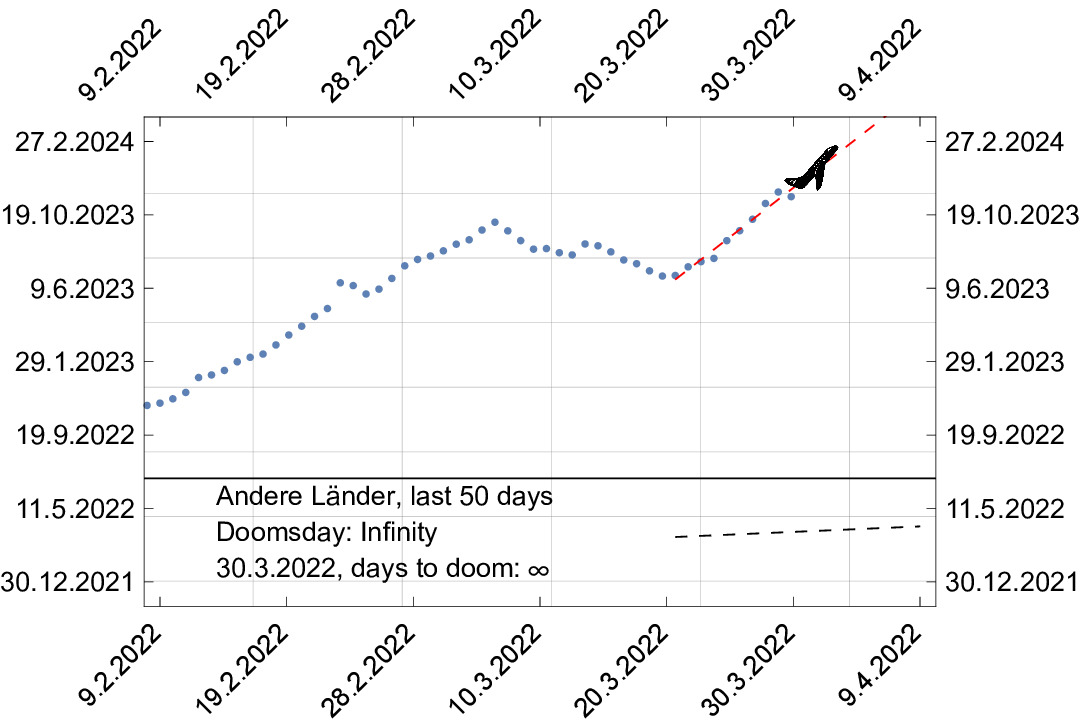 9.2.2022 19.2.2022 28.2.2022 10.3.2022 20.3.2022 30.3.2022 9.4.2022
27.2.2024 27.2.2024
19.10.2023 19.10.2023
9.6.2023 9.6.2023
29.1.2023 29.1.2023
19.9.2022 19.9.2022
Andere Länder, last 50 days
11.5.2022 11.5.2022
Doomsday: Infinity
30.3.2022, days to doom: ∞
30.12.2021 30.12.2021
9.2.2022 19.2.2022 28.2.2022 10.3.2022 20.3.2022 30.3.2022 9.4.2022